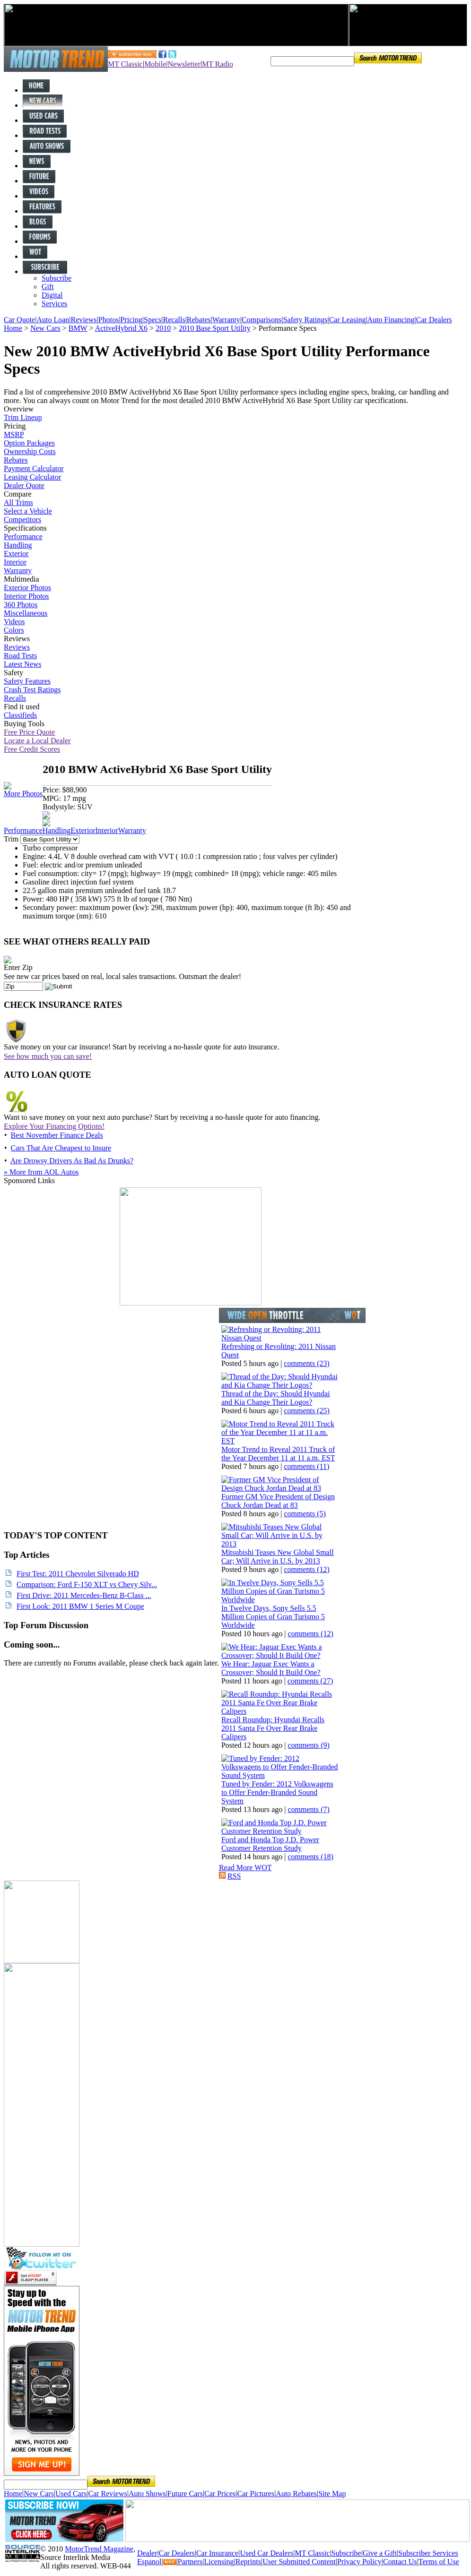 MOTOR TREND
SUBSCRIBE NOW
MT Classic|Mobile|Newsletter|MT Radio
Search MOTOR TREND
HOME
NEW CARS
USED CARS
ROAD TESTS
AUTO SHOWS
NEWS
FUTURE
VIDEOS
FEATURES
BLOGS
FORUMS
WOT
SUBSCRIBE
Subscribe
Gift
Digital
Services
Car Quote|Auto Loan|Reviews|Photos|Pricing|Specs|Recalls|Rebates|Warranty|Comparisons|Safety Ratings|Car Leasing|Auto Financing|Car Dealers
Home > New Cars > BMW > ActiveHybrid X6 > 2010 > 2010 Base Sport Utility > Performance Specs
New 2010 BMW ActiveHybrid X6 Base Sport Utility Performance
Specs
Find a list of comprehensive 2010 BMW ActiveHybrid X6 Base Sport Utility performance specs including engine specs, braking, car handling and
more. You can always count on Motor Trend for the most detailed 2010 BMW ActiveHybrid X6 Base Sport Utility car specifications.
Overview
Trim Lineup
Pricing
MSRP
Option Packages
Ownership Costs
Rebates
Payment Calculator
Leasing Calculator
Dealer Quote
Compare
All Trims
Select a Vehicle
Competitors
Specifications
Performance
Handling
Exterior
Interior
Warranty
Multimedia
Exterior Photos
Interior Photos
360 Photos
Miscellaneous
Videos
Colors
Reviews
Reviews
Road Tests
Latest News
Safety
Safety Features
Crash Test Ratings
Recalls
Find it used
Classifieds
Buying Tools
Free Price Quote
Locate a Local Dealer
Free Credit Scores
2010 BMW ActiveHybrid X6 Base Sport Utility
More Photos
Price: $88,900
MPG: 17 mpg
Bodystyle: SUV
PerformanceHandlingExteriorInteriorWarranty
Trim Base Sport Utility
Turbo compressor
Engine: 4.4L V 8 double overhead cam with VVT ( 10.0 :1 compression ratio ; four valves per cylinder)
Fuel: electric and/or premium unleaded
Fuel consumption: city= 17 (mpg); highway= 19 (mpg); combined= 18 (mpg); vehicle range: 405 miles
Gasoline direct injection fuel system
22.5 gallon main premium unleaded fuel tank 18.7
Power: 480 HP ( 358 kW) 575 ft lb of torque ( 780 Nm)
Secondary power: maximum power (kw): 298, maximum power (hp): 400, maximum torque (ft lb): 450 and
maximum torque (nm): 610
SEE WHAT OTHERS REALLY PAID
Enter Zip
See new car prices based on real, local sales transactions. Outsmart the dealer!
Zip Submit
CHECK INSURANCE RATES
Save money on your car insurance! Start by receiving a no-hassle quote for auto insurance.
See how much you can save!
AUTO LOAN QUOTE
%
Want to save money on your next auto purchase? Start by receiving a no-hassle quote for auto financing.
Explore Your Financing Options!
Best November Finance Deals
Cars That Are Cheapest to Insure
Are Drowsy Drivers As Bad As Drunks?
» More from AOL Autos
Sponsored Links
TODAY'S TOP CONTENT
Top Articles
First Test: 2011 Chevrolet Silverado HD
Comparison: Ford F-150 XLT vs Chevy Silv...
First Drive: 2011 Mercedes-Benz B-Class ...
First Look: 2011 BMW 1 Series M Coupe
Top Forum Discussion
Coming soon...
There are currently no Forums available, please check back par later.
WIDE OPEN THROTTLE WOT
Refreshing or Revolting: 2011
Nissan Quest
Refreshing or Revolting: 2011 Nissan
Quest
Posted 5 hours ago | comments (23)
Thread of the Day: Should Hyundai
and Kia Change Their Logos?
Thread of the Day: Should Hyundai
and Kia Change Their Logos?
Posted 6 hours ago | comments (25)
Motor Trend to Reveal 2011 Truck
of the Year December 11 at 11 a.m.
EST
Motor Trend to Reveal 2011 Truck of
the Year December 11 at 11 a.m. EST
Posted 7 hours ago | comments (11)
Former GM Vice President of
Design Chuck Jordan Dead at 83
Former GM Vice President of Design
Chuck Jordan Dead at 83
Posted 8 hours ago | comments (5)
Mitsubishi Teases New Global
Small Car; Will Arrive in U.S. by
2013
Mitsubishi Teases New Global Small
Car; Will Arrive in U.S. by 2013
Posted 9 hours ago | comments (12)
In Twelve Days, Sony Sells 5.5
Million Copies of Gran Turismo 5
Worldwide
In Twelve Days, Sony Sells 5.5
Million Copies of Gran Turismo 5
Worldwide
Posted 10 hours ago | comments (12)
We Hear: Jaguar Exec Wants a
Crossover; Should It Build One?
We Hear: Jaguar Exec Wants a
Crossover; Should It Build One?
Posted 11 hours ago | comments (27)
Recall Roundup: Hyundai Recalls
2011 Santa Fe Over Rear Brake
Calipers
Recall Roundup: Hyundai Recalls
2011 Santa Fe Over Rear Brake
Calipers
Posted 12 hours ago | comments (9)
Tuned by Fender: 2012
Volkswagens to Offer Fender-Branded
Sound System
Tuned by Fender: 2012 Volkswagens
to Offer Fender-Branded Sound
System
Posted 13 hours ago | comments (7)
Ford and Honda Top J.D. Power
Customer Retention Study
Ford and Honda Top J.D. Power
Customer Retention Study
Posted 14 hours ago | comments (18)
Read More WOT
RSS
FOLLOW MT ON
twitter
Stay up to
Speed with the
MOTOR TREND
Mobile iPhone App
NEWS, PHOTOS AND
MORE ON YOUR PHONE
SIGN ME UP!
Search MOTOR TREND
Home|New Cars|Used Cars|Car Reviews|Auto Shows|Future Cars|Car Prices|Car Pictures|Auto Rebates|Site Map
SUBSCRIBE NOW!
MOTOR TREND
CLICK HERE
SOURCE
INTERLINK
© 2010 MotorTrend Magazine,
Source Interlink Media
All rights reserved. WEB-044
Dealer|Car Dealers|Car Insurance|Used Car Dealers|MT Classic|Subscribe|Give a Gift|Subscriber Services
Espanol|Partners|Licensing|Reprints|User Submitted Content|Privacy Policy|Contact Us|Terms of Use